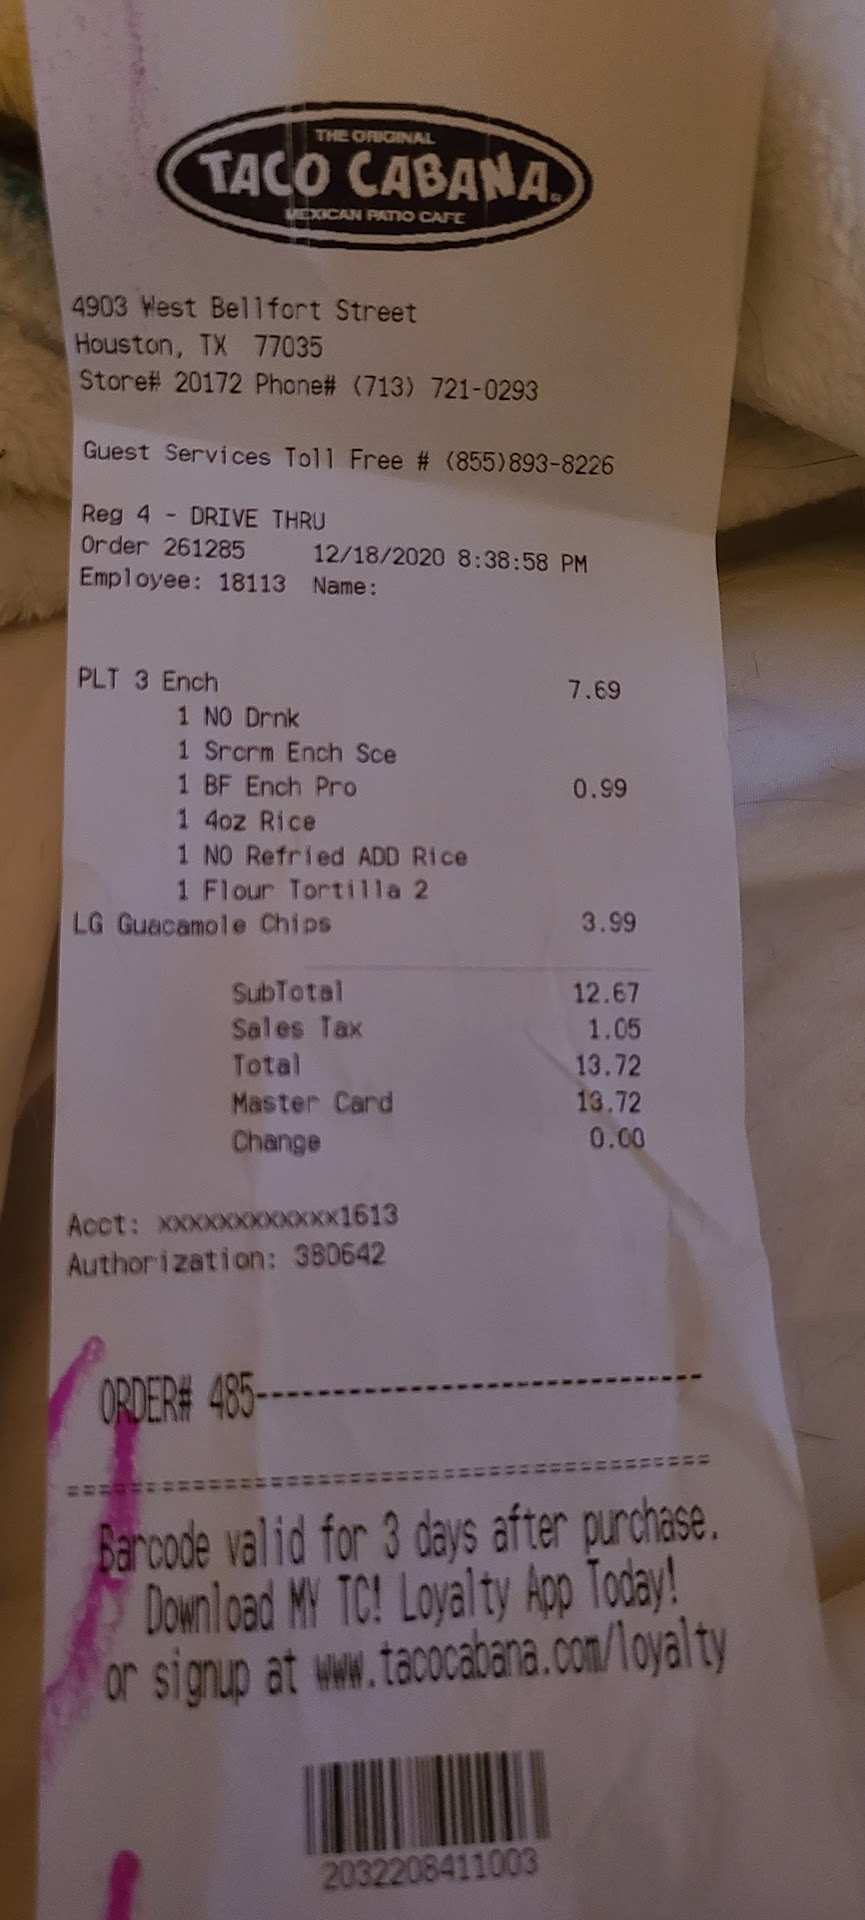 THE ORIGINAL
TACO CABANA®
MEXICAN PATIO CAFE
4903 West Bellfort Street
Houston, TX 77035
Store# 20172 Phone# (713) 721-0293
Guest Services Toll Free # (855)893-8226
Reg 4 - DRIVE THRU
Order 261285 12/18/2020 8:38:58 PM
Employee: 18113 Name:
PLT 3 Ench 7.69
1 NO Drnk
1 Srcrm Ench Sce
1 BF Ench Pro 0.99
1 4oz Rice
1 NO Refried ADD Rice
1 Flour Tortilla 2
LG Guacamole Chips 3.99
SubTotal 12.67
Sales Tax 1.05
Total 13.72
Master Card 13.72
Change 0.00
Acct: xxxxxxxxxxxx1613
Authorization: 380642
ORDER# 485-----------------------------
========================================
Barcode valid for 3 days after purchase.
Download MY TC! Loyalty App Today!
or signup at www.tacocabana.com/loyalty
2032208411003